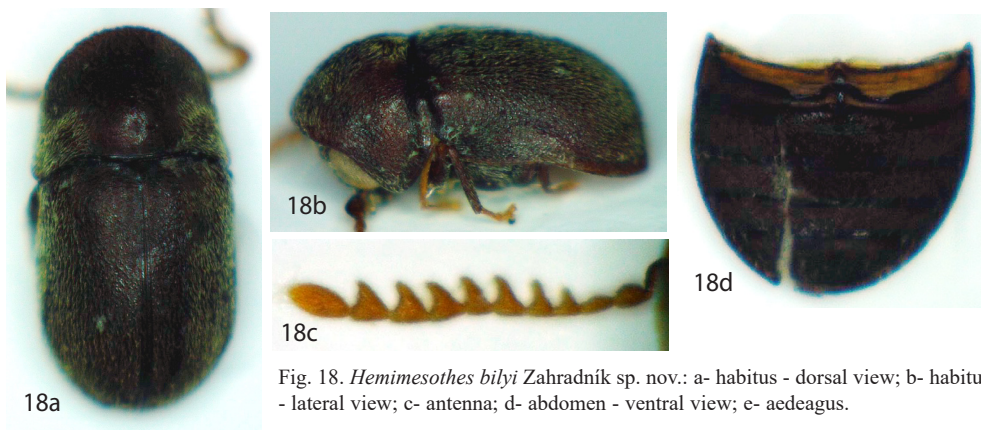 18a
18b
18c
18d
Fig. 18. Hemimesothes bilyi Zahradník sp. nov.: a- habitus - dorsal view; b- habitu
- lateral view; c- antenna; d- abdomen - ventral view; e- aedeagus.